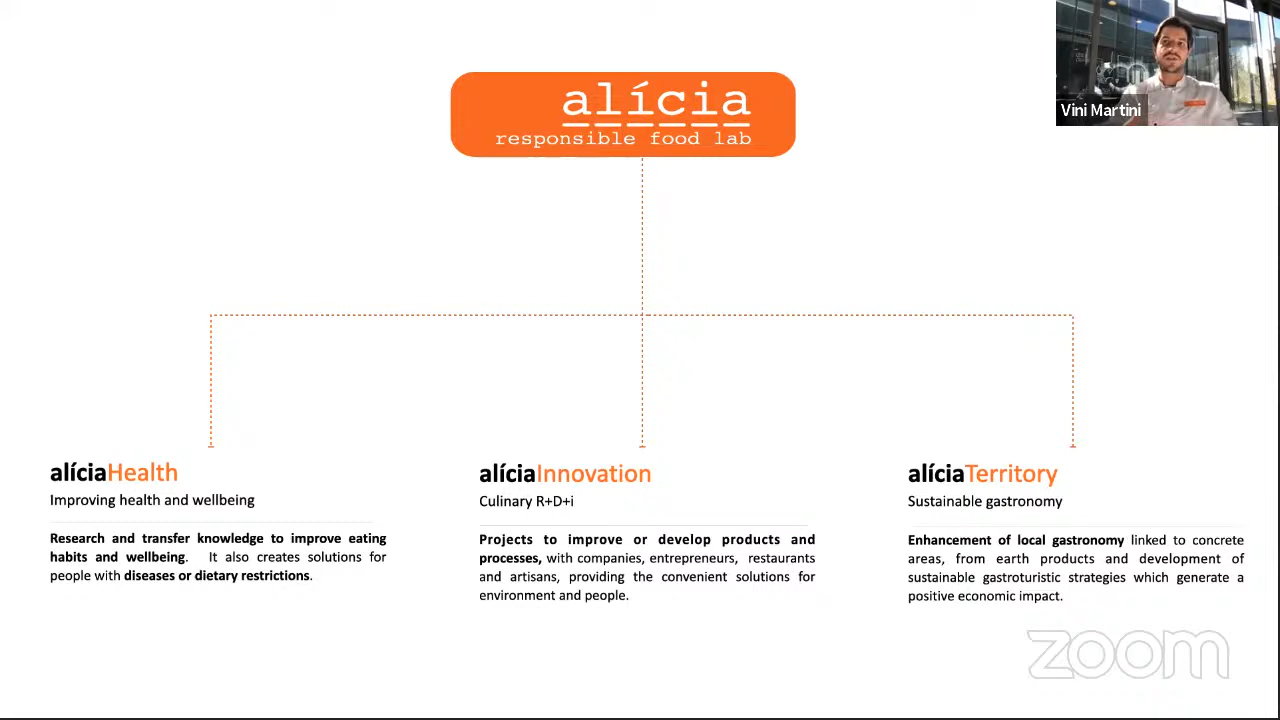 alícia
responsible food lab
Vini Martini
alíciaHealth
Improving health and wellbeing
Research and transfer knowledge to improve eating
habits and wellbeing. It also creates solutions for
people with diseases or dietary restrictions.
alíciaInnovation
Culinary R+D+i
Projects to improve or develop products and
processes, with companies, entrepreneurs, restaurants
and artisans, providing the convenient solutions for
environment and people.
alíciaTerritory
Sustainable gastronomy
Enhancement of local gastronomy linked to concrete
areas, from earth products and development of
sustainable gastroturistic strategies which generate a
positive economic impact.
zoom